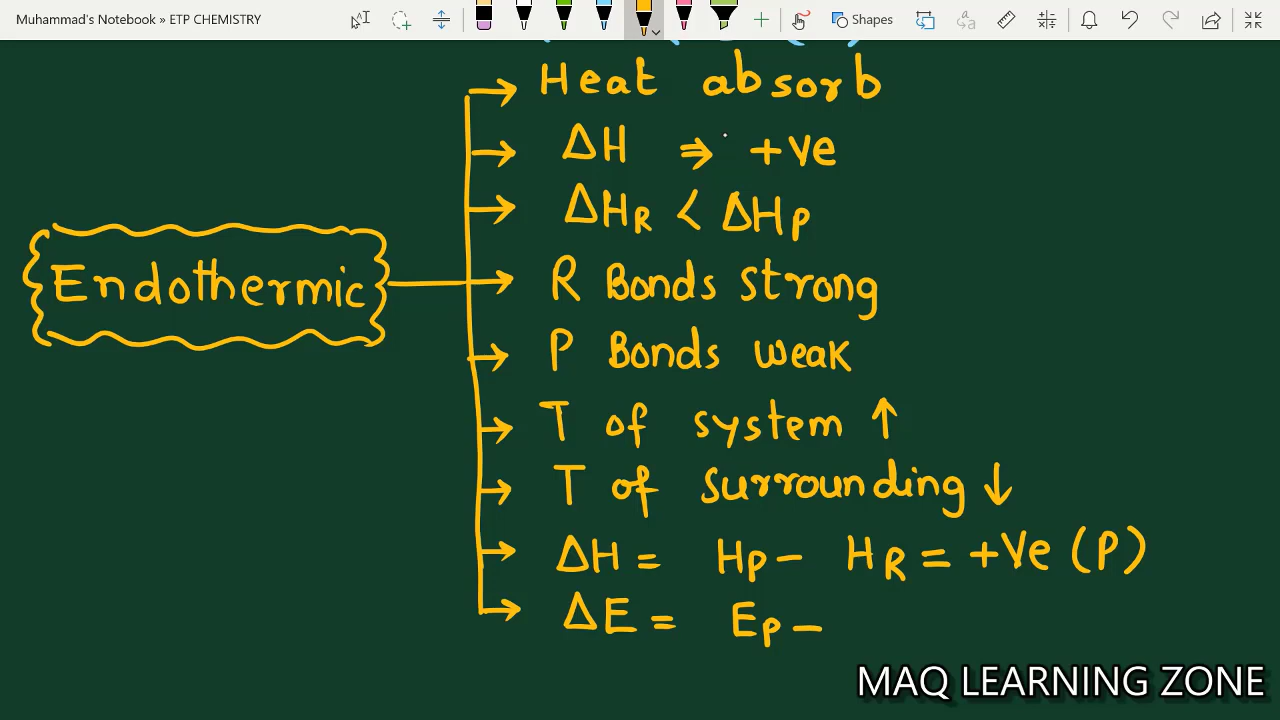 Muhammad's Notebook » ETP CHEMISTRY
Shapes
Heat absorb
ΔH ⇒ +ve
ΔHR < ΔHP
Endothermic
R Bonds Strong
P Bonds weak
T of system ↑
T of surrounding ↓
ΔH = HP - HR = +ve (P)
ΔE = EP -
MAQ LEARNING ZONE